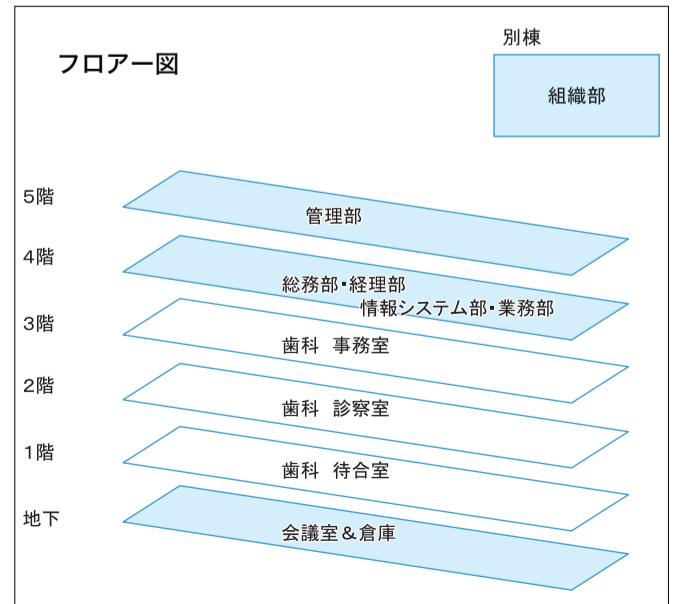 別棟
フロアー図
組織部
5階
管理部
4階
総務部・経理部
情報システム部・業務部
3階
歯科 事務室
2階
歯科 診察室
1階
歯科 待合室
地下
会議室&倉庫